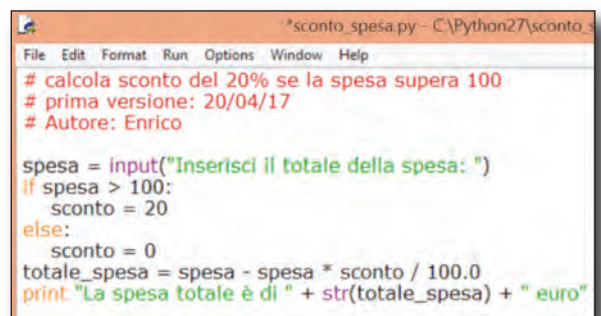 *sconto_spesa.py - C:\Python27\sconto_s
File Edit Format Run Options Window Help
# calcola sconto del 20% se la spesa supera 100
# prima versione: 20/04/17
# Autore: Enrico
spesa = input("Inserisci il totale della spesa: ")
if spesa > 100:
   sconto = 20
else:
   sconto = 0
totale_spesa = spesa - spesa * sconto / 100.0
print "La spesa totale è di " + str(totale_spesa) + " euro"